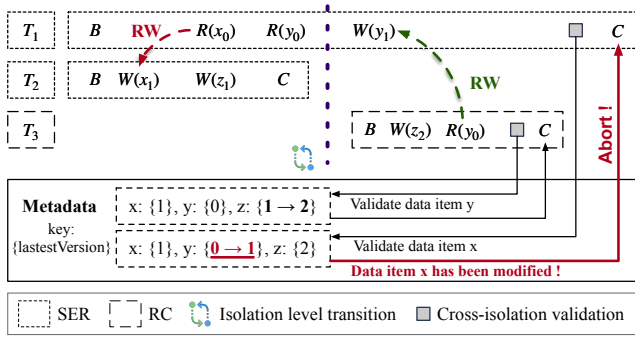 T₁ B RW R(x₀) R(y₀) W(y₁) C
T₂ B W(x₁) W(z₁) C
RW
T₃ B W(z₂) R(y₀) C
Abort !
Metadata
key:
{lastestVersion}
x: {1}, y: {0}, z: {1 → 2}
Validate data item y
x: {1}, y: {0 → 1}, z: {2}
Validate data item x
Data item x has been modified !
SER RC Isolation level transition Cross-isolation validation